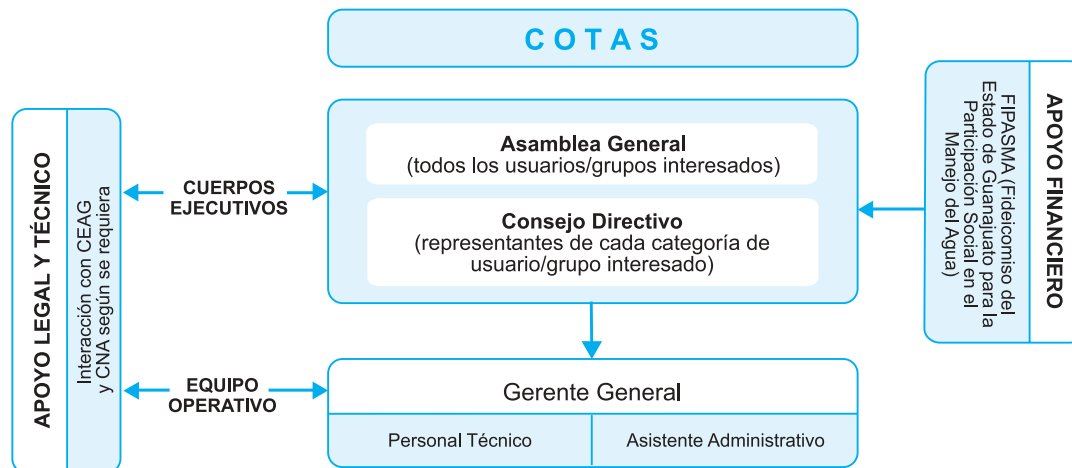 COTAS
APOYO LEGAL Y TÉCNICO
Interacción con CEAG
y CNA según se requiera
CUERPOS
EJECUTIVOS
Asamblea General
(todos los usuarios/grupos interesados)
Consejo Directivo
(representantes de cada categoría de
usuario/grupo interesado)
APOYO FINANCIERO
FIPASMA (Fideicomiso del
Estado de Guanajuato para la
Participación Social en el
Manejo del Agua)
EQUIPO
OPERATIVO
Gerente General
Personal Técnico
Asistente Administrativo